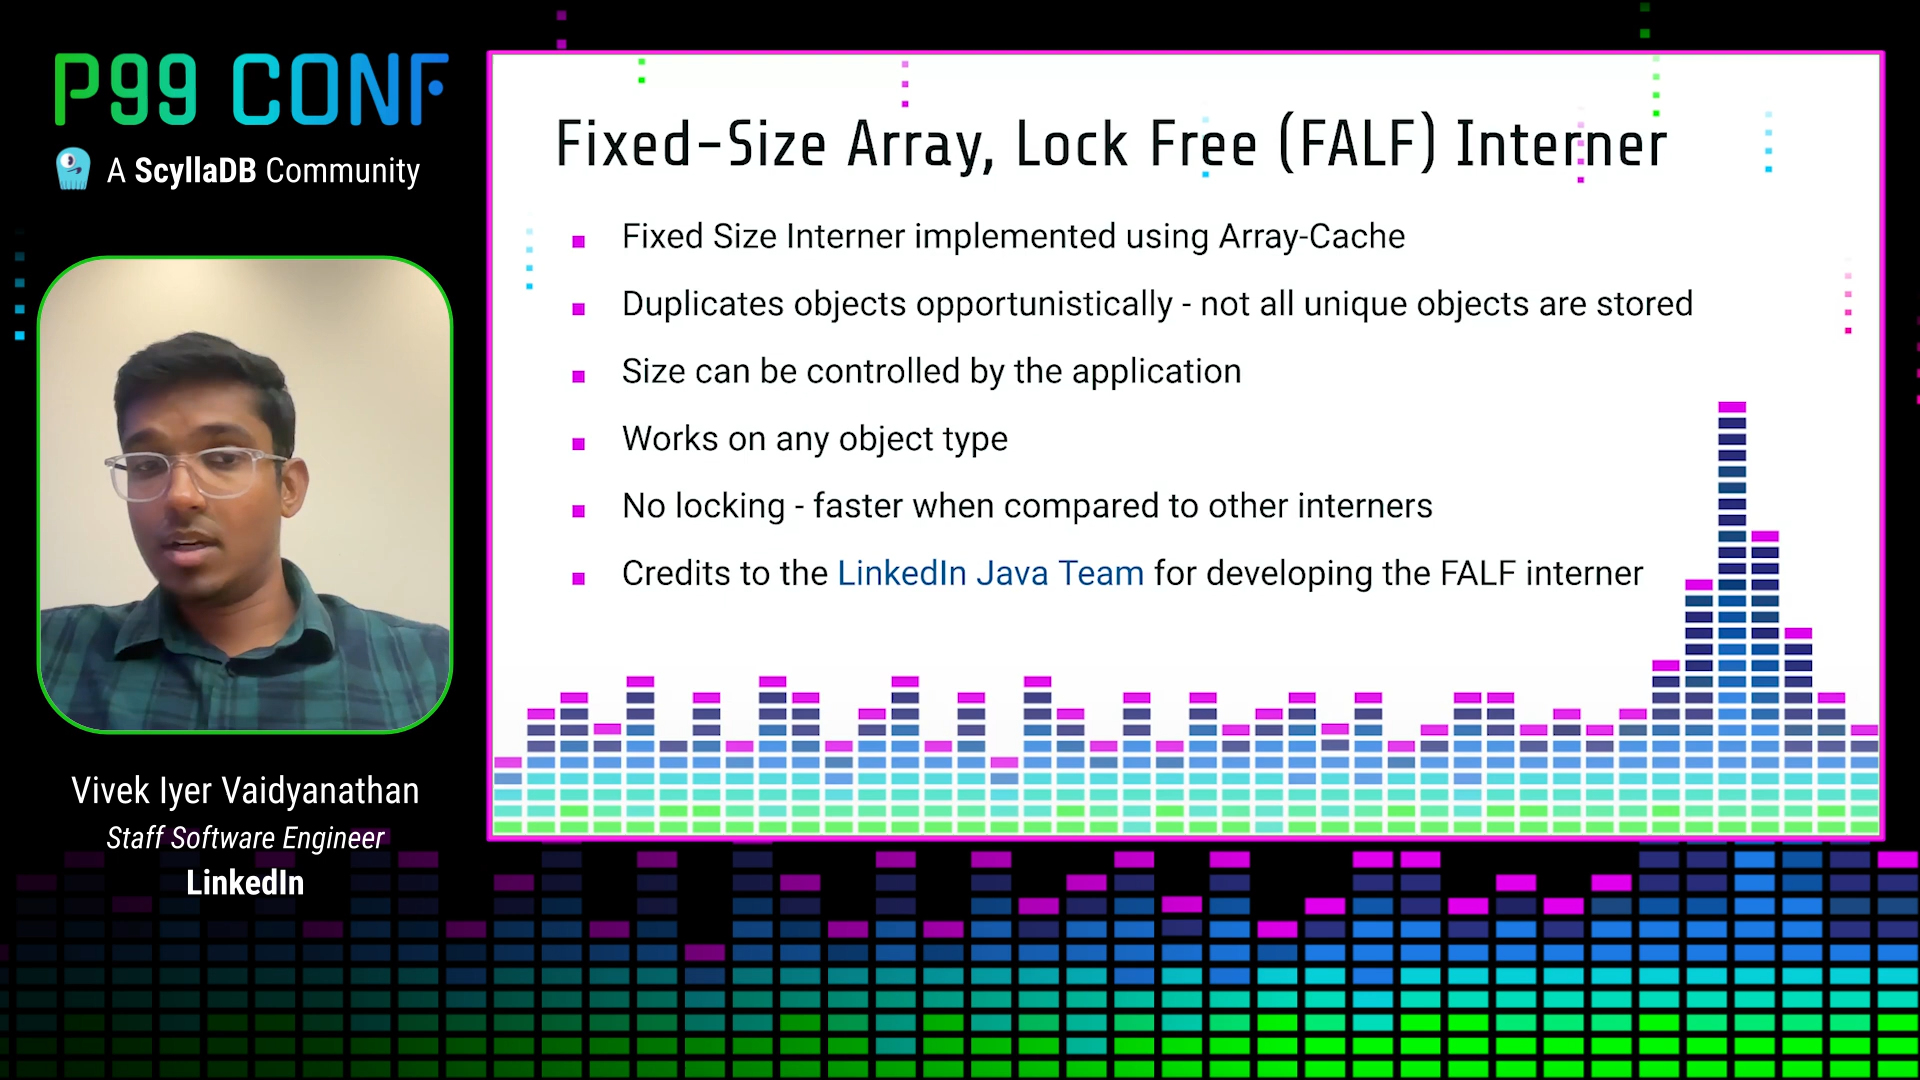 P99 CONF
A ScyllaDB Community
Vivek Iyer Vaidyanathan
Staff Software Engineer
LinkedIn
Fixed-Size Array, Lock Free (FALF) Interner
Fixed Size Interner implemented using Array-Cache
Duplicates objects opportunistically - not all unique objects are stored
Size can be controlled by the application
Works on any object type
No locking - faster when compared to other interners
Credits to the LinkedIn Java Team for developing the FALF interner